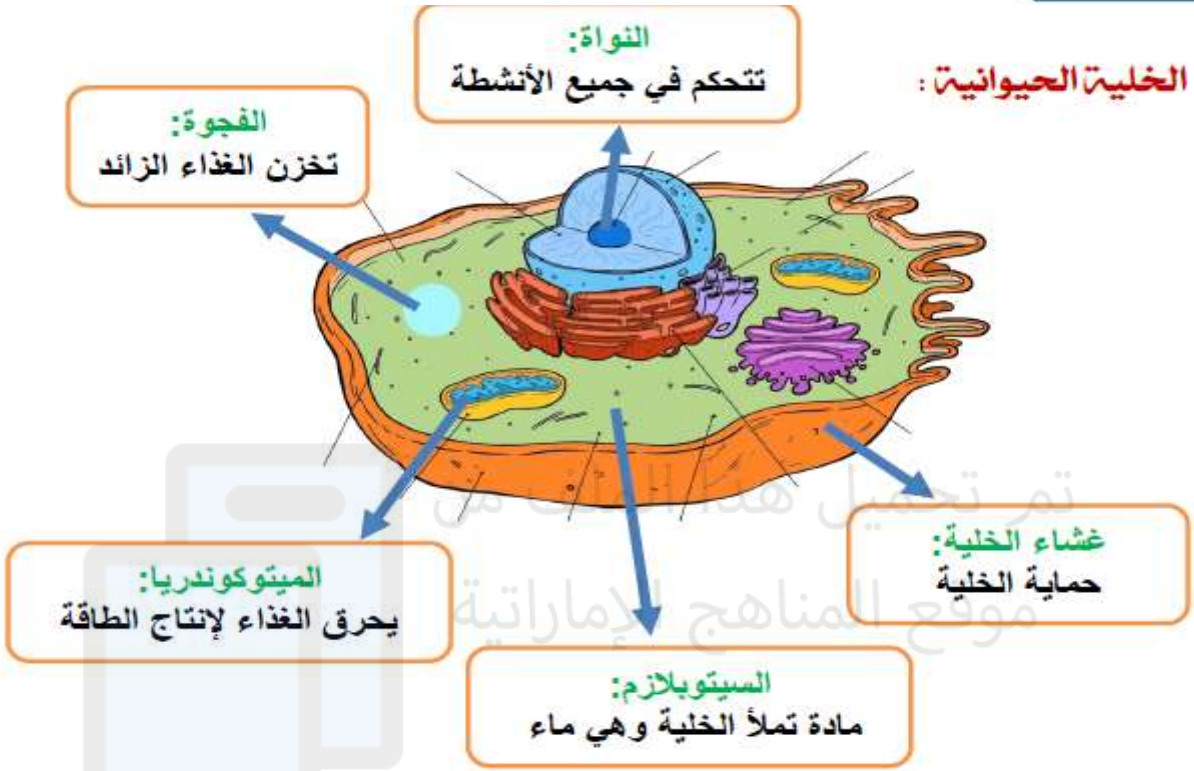 الخلية الحيوانية :
النواة:
تتحكم في جميع الأنشطة
الفجوة:
تخزن الغذاء الزائد
غشاء الخلية:
حماية الخلية
الميتوكوندريا:
يحرق الغذاء لإنتاج الطاقة
السيتوبلازم:
مادة تملأ الخلية وهي ماء
تم تحميل هذا الملف من
موقع المناهج الإماراتية